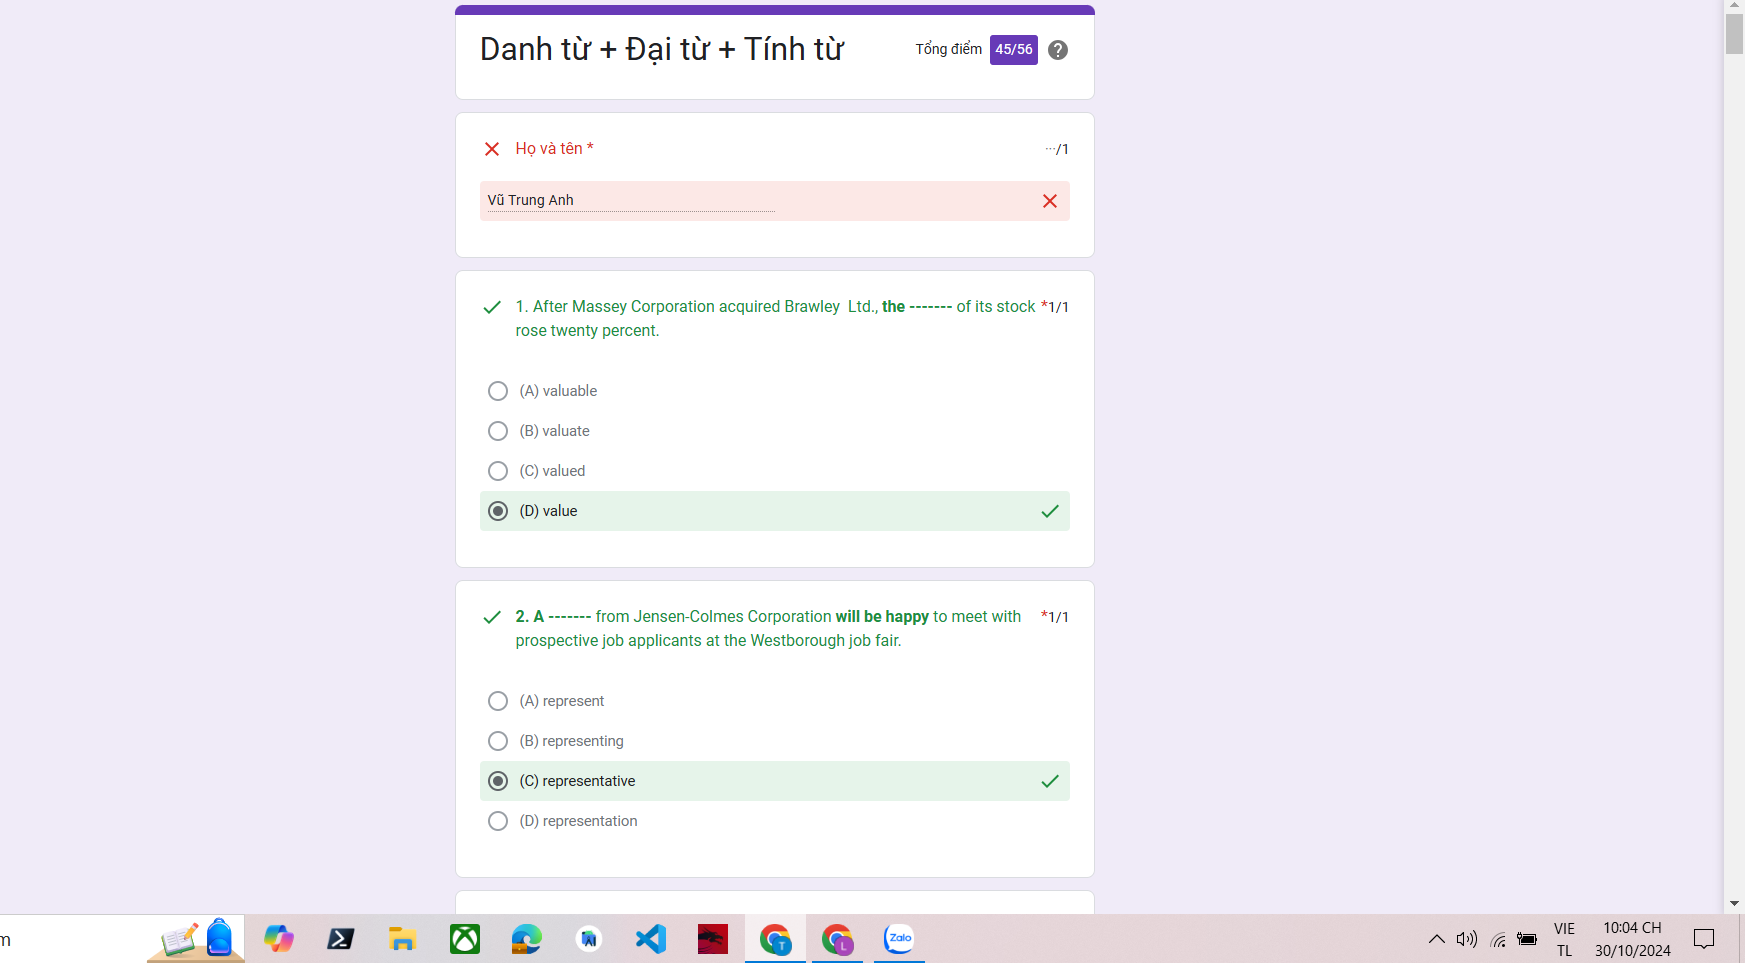 Danh từ + Đại từ + Tính từ
Tổng điểm 45/56
Họ và tên *
···/1
Vũ Trung Anh
1. After Massey Corporation acquired Brawley Ltd., the ------- of its stock *1/1
rose twenty percent.
(A) valuable
(B) valuate
(C) valued
(D) value
2. A ------- from Jensen-Colmes Corporation will be happy to meet with *1/1
prospective job applicants at the Westborough job fair.
(A) represent
(B) representing
(C) representative
(D) representation
m
AI
T
L
Zalo
VIE
TL
10:04 CH
30/10/2024